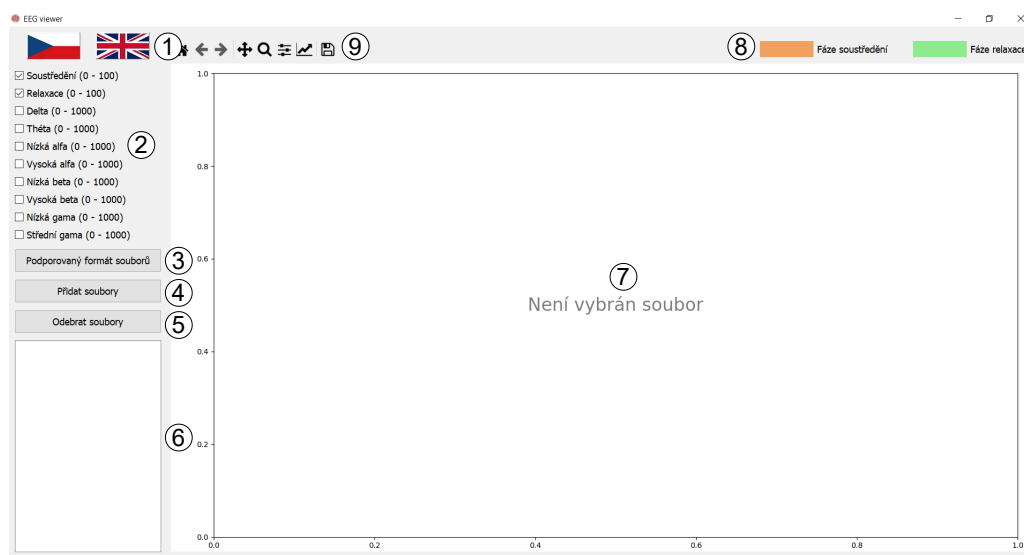 EEG viewer
1
9
8
Fáze soustředění
Fáze relaxace
Soustředění (0 - 100)
Relaxace (0 - 100)
Delta (0 - 1000)
Théta (0 - 1000)
Nízká alfa (0 - 1000)
2
Vysoká alfa (0 - 1000)
Nízká beta (0 - 1000)
Vysoká beta (0 - 1000)
Nízká gama (0 - 1000)
Střední gama (0 - 1000)
Podporovaný formát souborů
3
Přidat soubory
4
Odebrat soubory
5
6
1.0
0.8
0.6
0.4
0.2
0.0
7
Není vybrán soubor
0.0
0.2
0.4
0.6
0.8
1.0